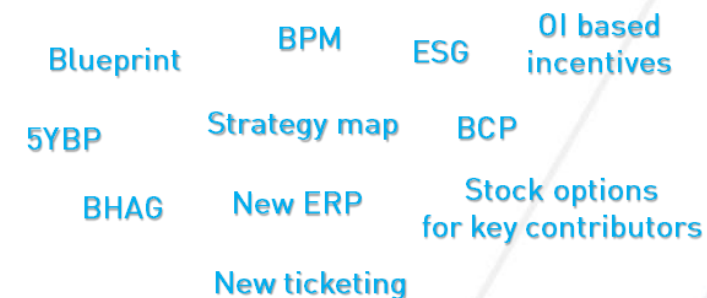 Blueprint
BPM
ESG
OI based
incentives
5YBP
Strategy map
BCP
BHAG
New ERP
Stock options
for key contributors
New ticketing